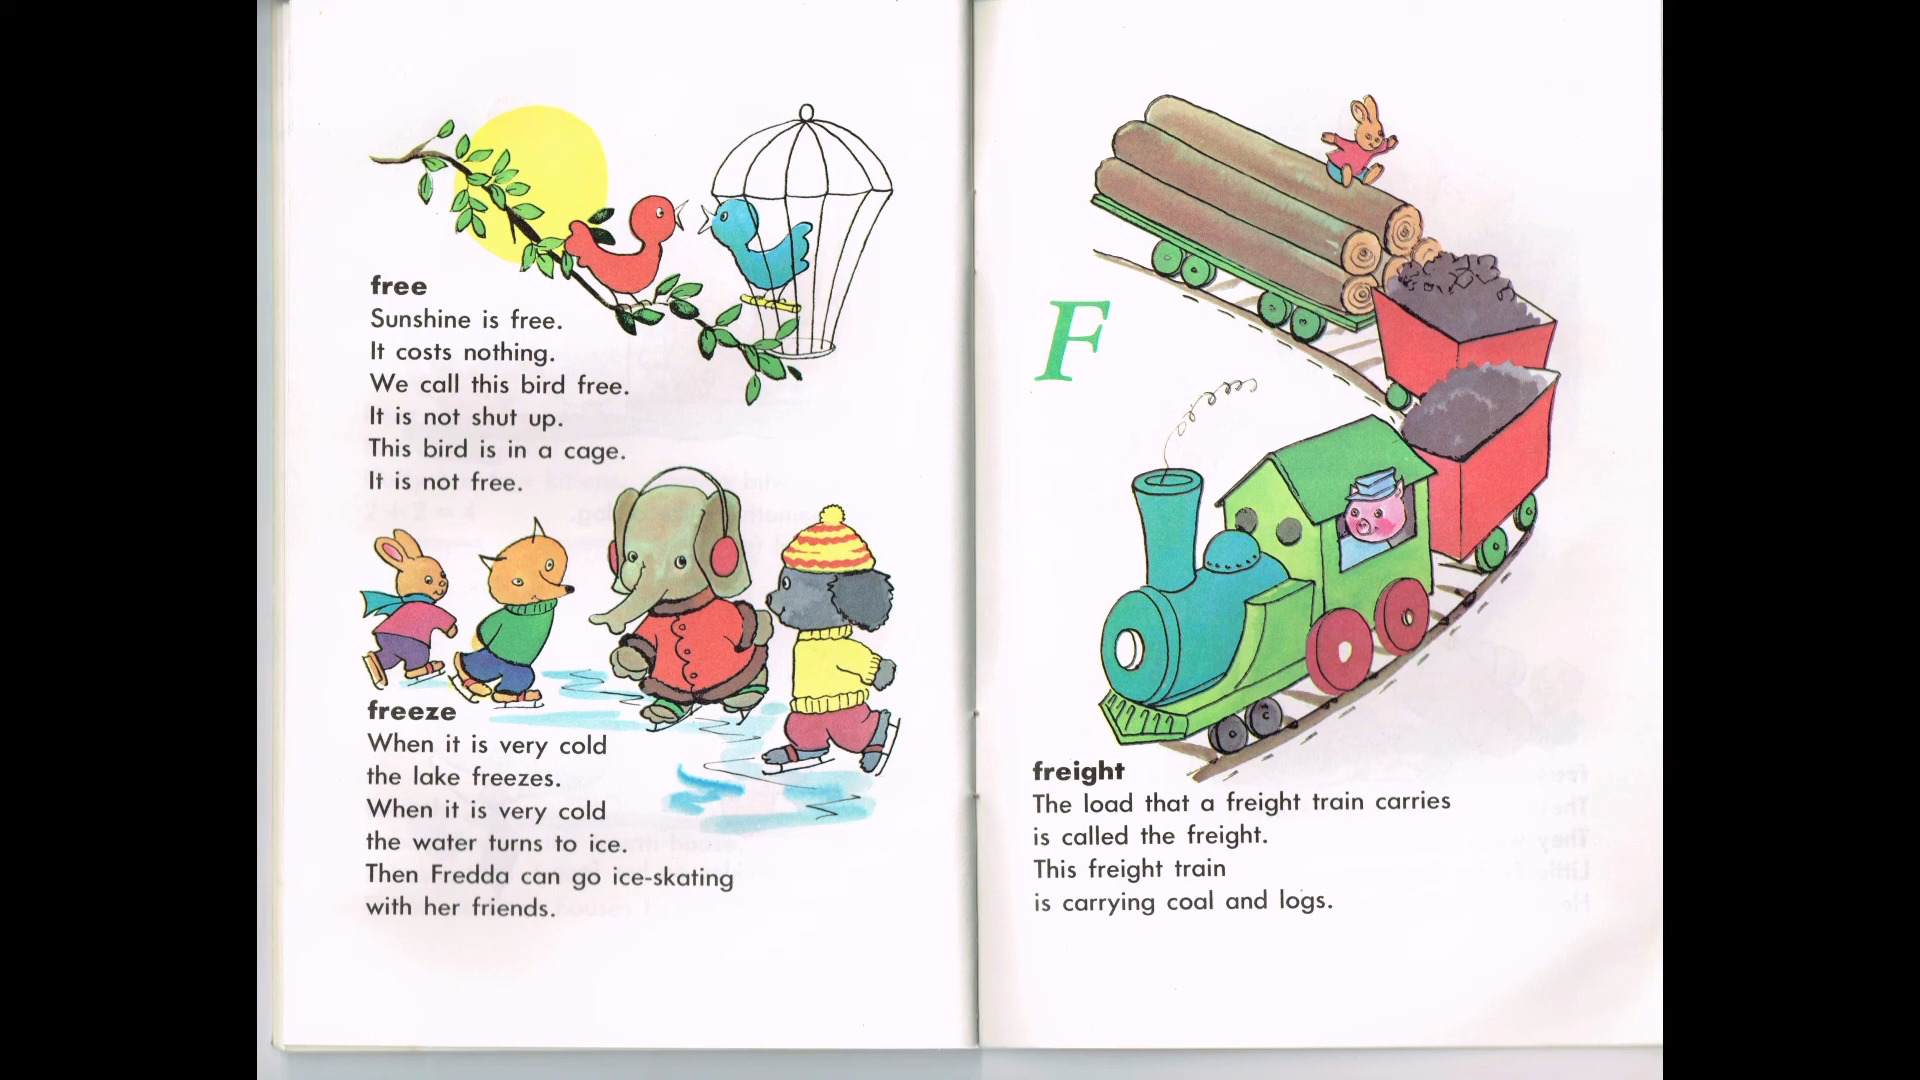 free
Sunshine is free.
It costs nothing.
We call this bird free.
It is not shut up.
This bird is in a cage.
It is not free.
freeze
When it is very cold
the lake freezes.
When it is very cold
the water turns to ice.
Then Fredda can go ice-skating
with her friends.
F
freight
The load that a freight train carries
is called the freight.
This freight train
is carrying coal and logs.